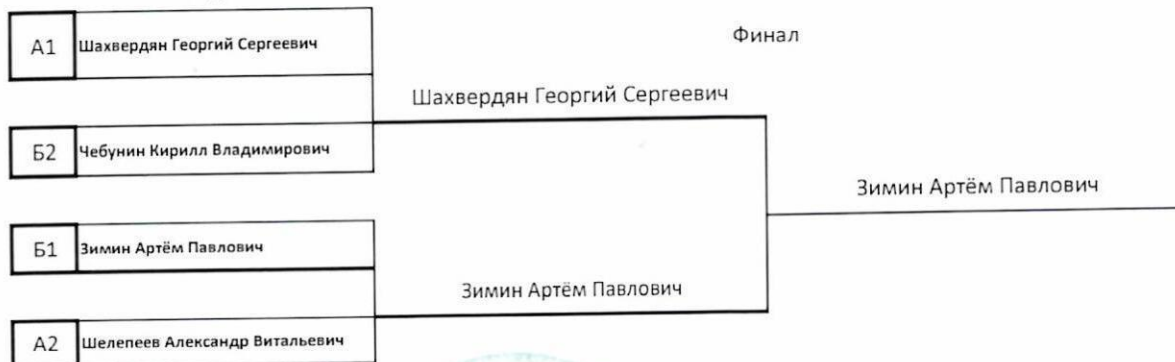 А1 Шахвердян Георгий Сергеевич
Финал
Шахвердян Георгий Сергеевич
Б2 Чебунин Кирилл Владимирович
Зимин Артём Павлович
Б1 Зимин Артём Павлович
Зимин Артём Павлович
А2 Шелепеев Александр Витальевич